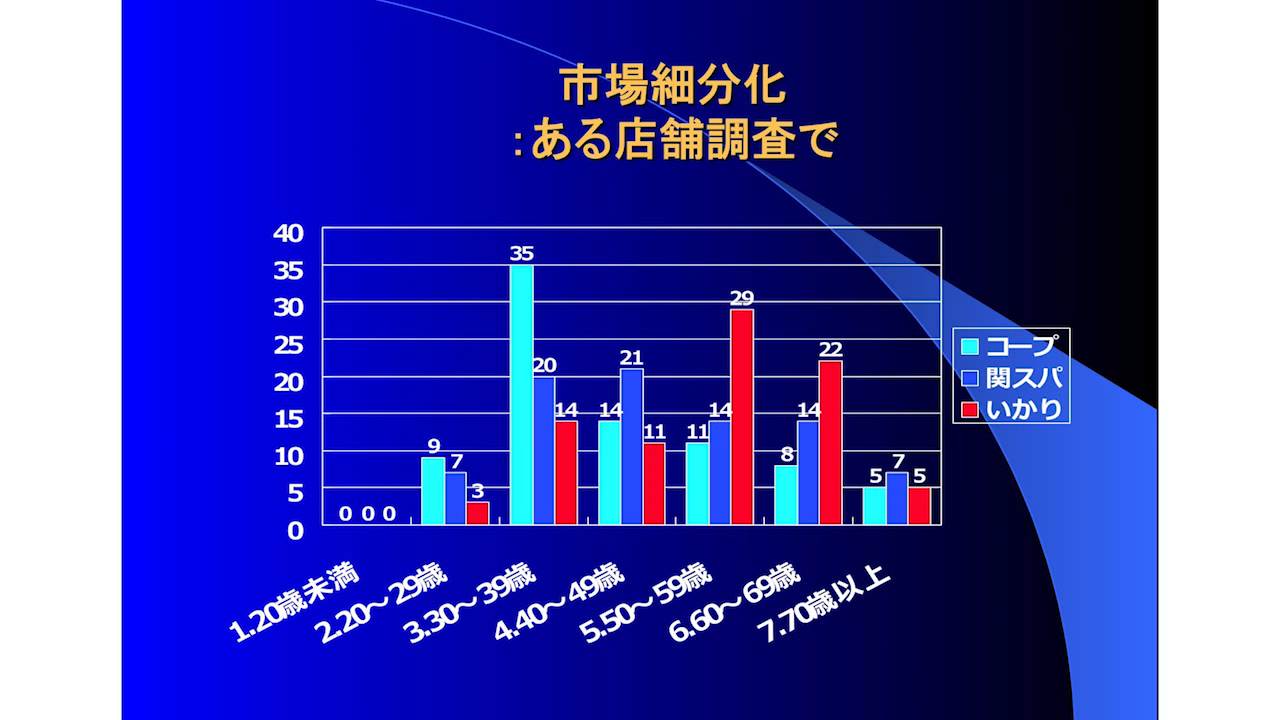 市場細分化
:ある店舗調査で
40
35
30
25
20
15
10
5
0
0 0 0
9 7 3
35 20 14
14 21 11
11 14 29
8 14 22
5 7 5
1.20歳未満
2.20～29歳
3.30～39歳
4.40～49歳
5.50～59歳
6.60～69歳
7.70歳以上
コープ
関スパ
いかり